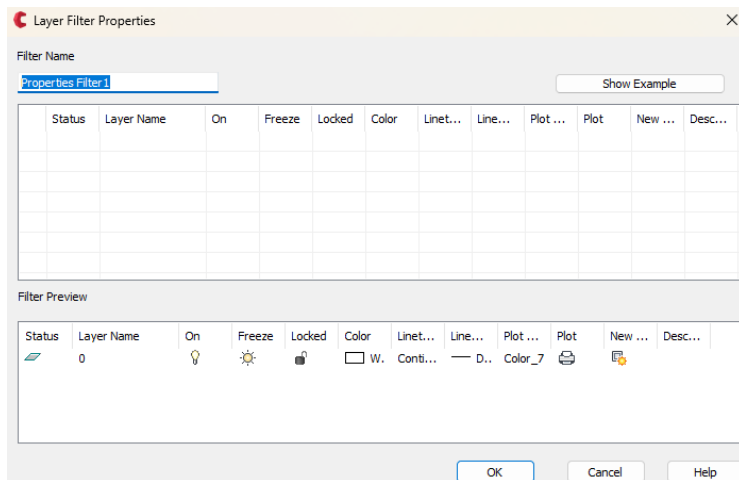 Layer Filter Properties
Filter Name
Properties Filter1
Show Example
Status Layer Name On Freeze Locked Color Linet... Line... Plot ... Plot New ... Desc...
Filter Preview
Status Layer Name On Freeze Locked Color Linet... Line... Plot ... Plot New ... Desc...
0 W. Conti... D.. Color_7
OK Cancel Help